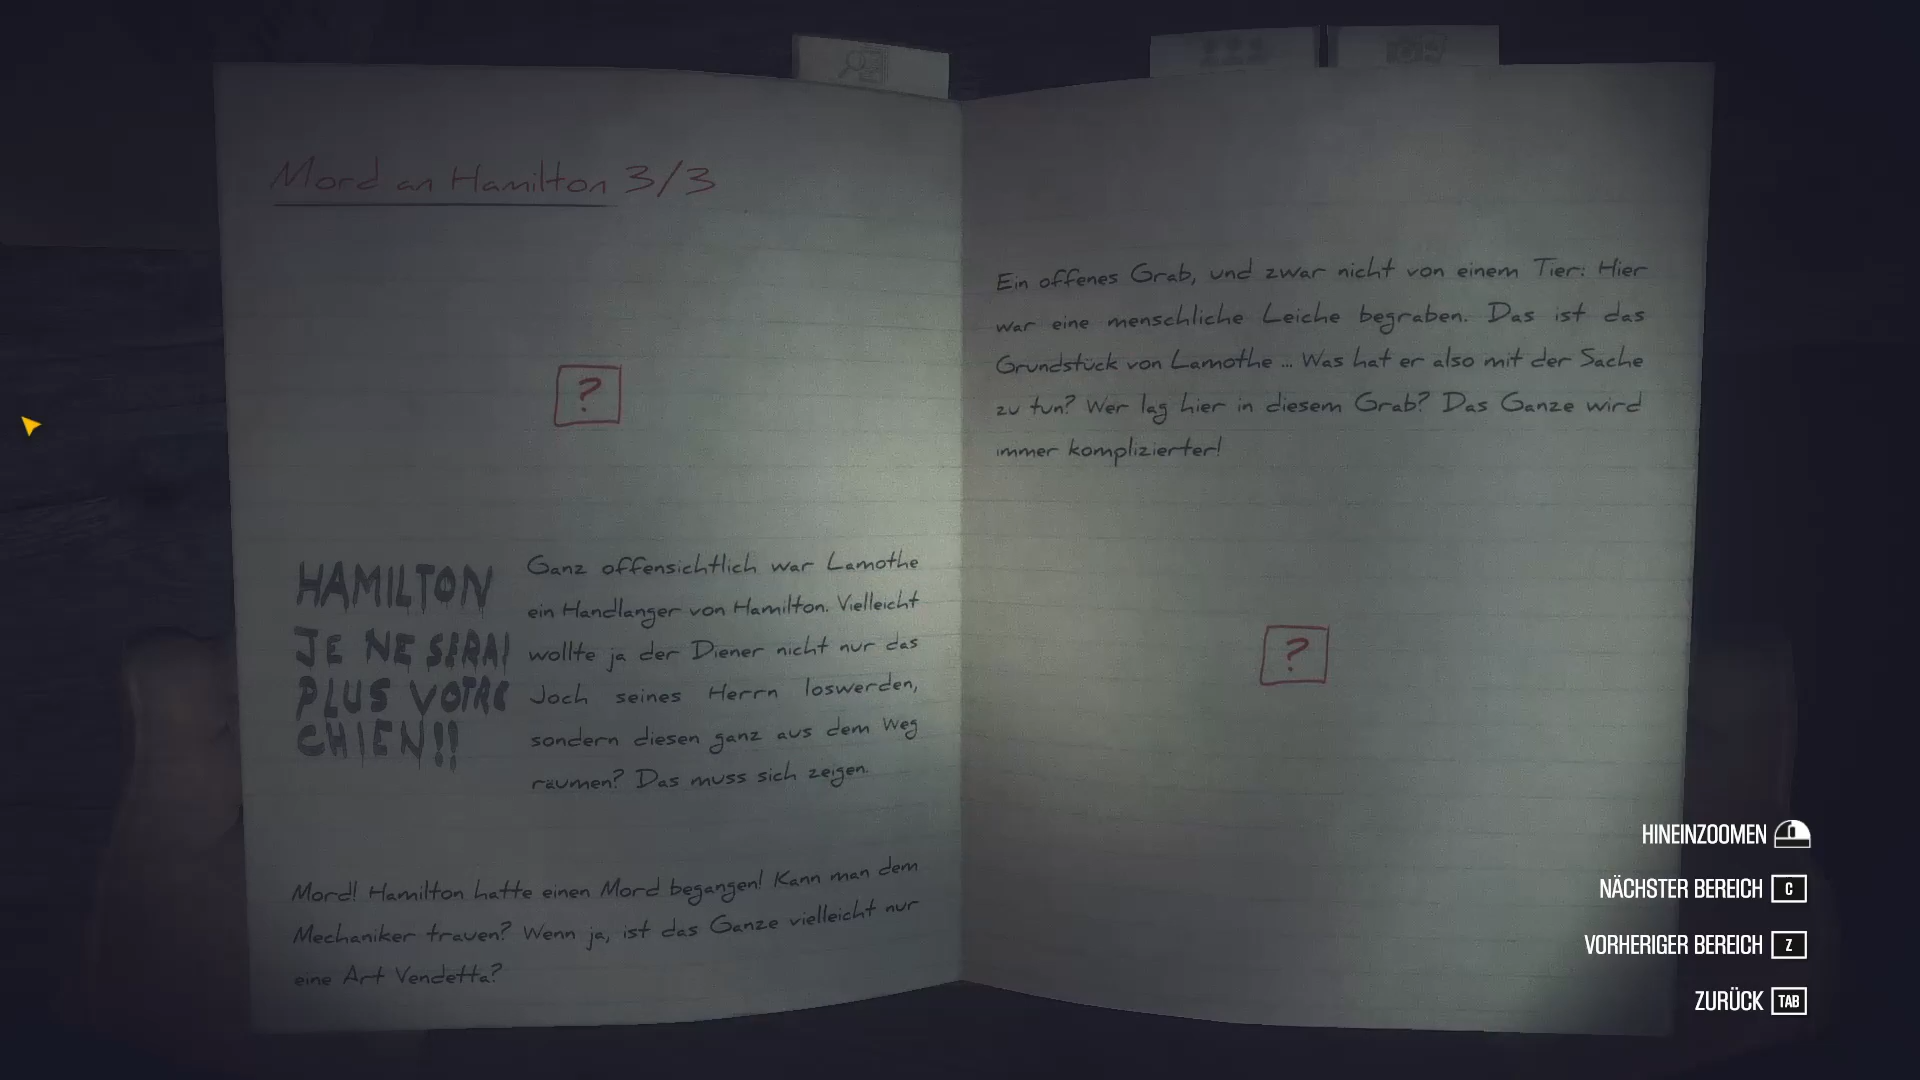 Mord an Hamilton 3/3
?
HAMILTON
JE NE SERAI
PLUS VOTRE
CHIEN!!
Ganz offensichtlich war Lamothe
ein Handlanger von Hamilton. Vielleicht
wollte ja der Diener nicht nur das
Joch seines Herrn loswerden,
sondern diesen ganz aus dem Weg
räumen? Das muss sich zeigen.
Mord! Hamilton hatte einen Mord begangen! Kann man dem
Mechaniker trauen? Wenn ja, ist das Ganze vielleicht nur
eine Art Vendetta?
Ein offenes Grab, und zwar nicht von einem Tier: Hier
war eine menschliche Leiche begraben. Das ist das
Grundstück von Lamothe ... Was hat er also mit der Sache
zu tun? Wer lag hier in diesem Grab? Das Ganze wird
immer komplizierter!
?
HINEINZOOMEN
NÄCHSTER BEREICH C
VORHERIGER BEREICH Z
ZURÜCK TAB